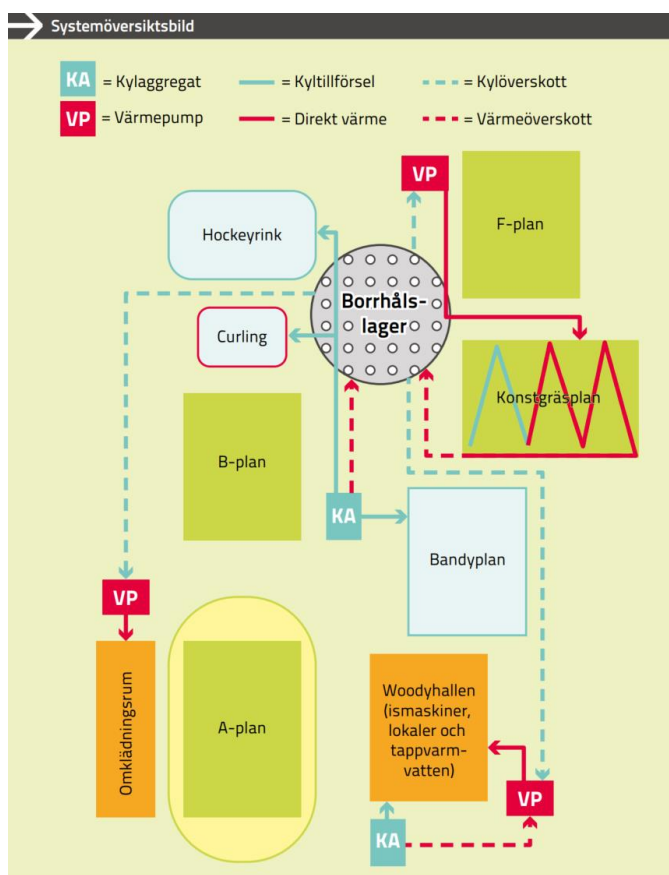 Systemöversiktsbild
KA = Kylaggregat
= Kyltillförsel
= Kylöverskott
VP = Värmepump
= Direkt värme
= Värmeöverskott
VP
F-plan
Hockeyrink
Borrhåls-
lager
Curling
Konstgräsplan
B-plan
KA
Bandyplan
VP
Omklädningsrum
A-plan
Woodyhallen
(ismaskiner,
lokaler och
tappvarm-
vatten)
VP
KA